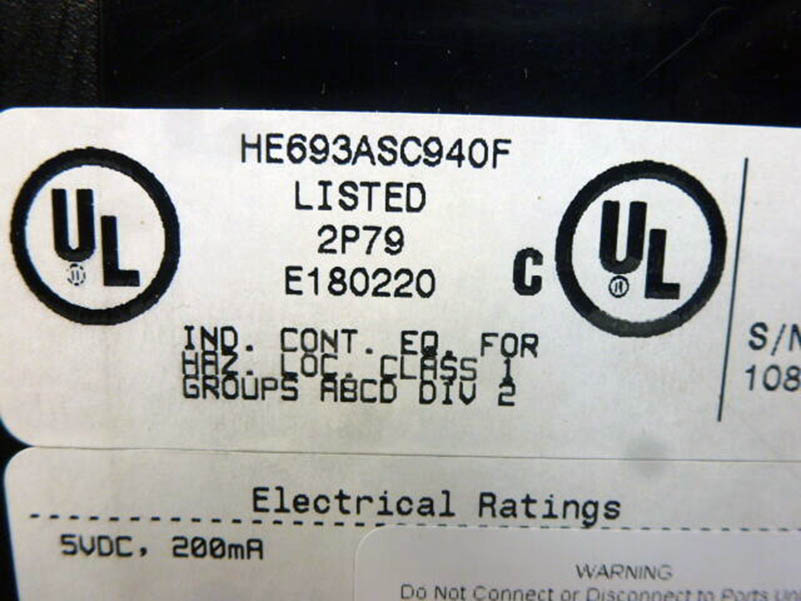 HE693ASC940F
LISTED
2P79
E180220
UL
C UL
IND. CONT. EQ. FOR
HAZ. LOC. CLASS 1
GROUPS ABCD DIV 2
S/N
108
Electrical Ratings
5VDC, 200mA
WARNING
Do Not Connect or Disconnect to Parts